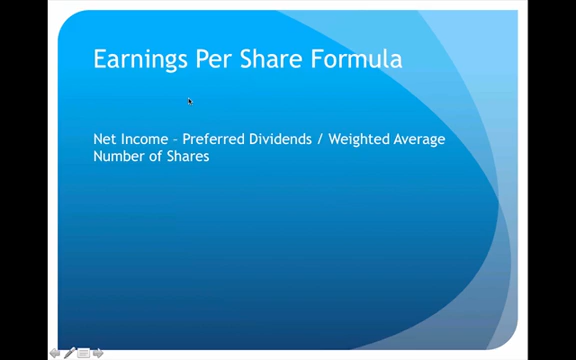 Earnings Per Share Formula
Net Income – Preferred Dividends / Weighted Average
Number of Shares